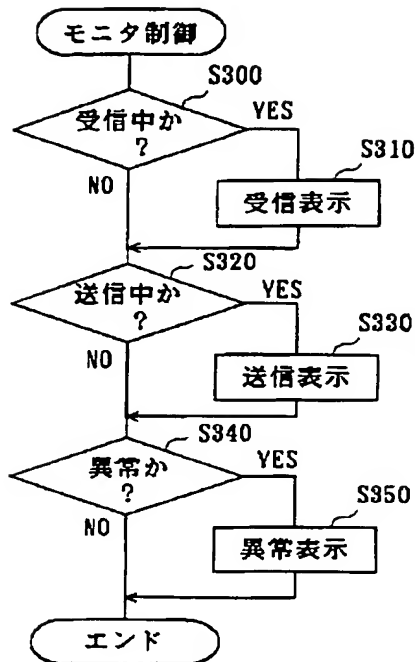 モニタ制御
S300
受信中か
?
YES
NO
S310
受信表示
S320
送信中か
?
YES
NO
S330
送信表示
S340
異常か
?
YES
NO
S350
異常表示
エンド